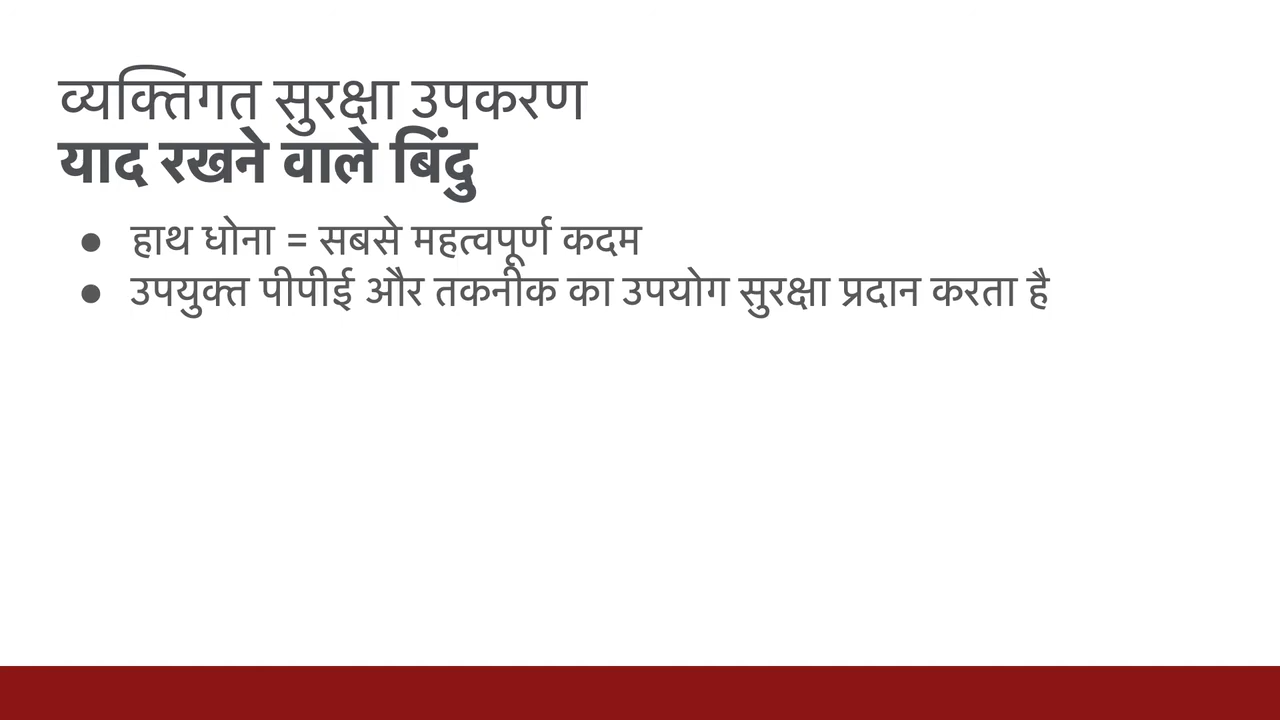 व्यक्तिगत सुरक्षा उपकरण
याद रखने वाले बिंदु
● हाथ धोना = सबसे महत्वपूर्ण कदम
● उपयुक्त पीपीई और तकनीक का उपयोग सुरक्षा प्रदान करता है